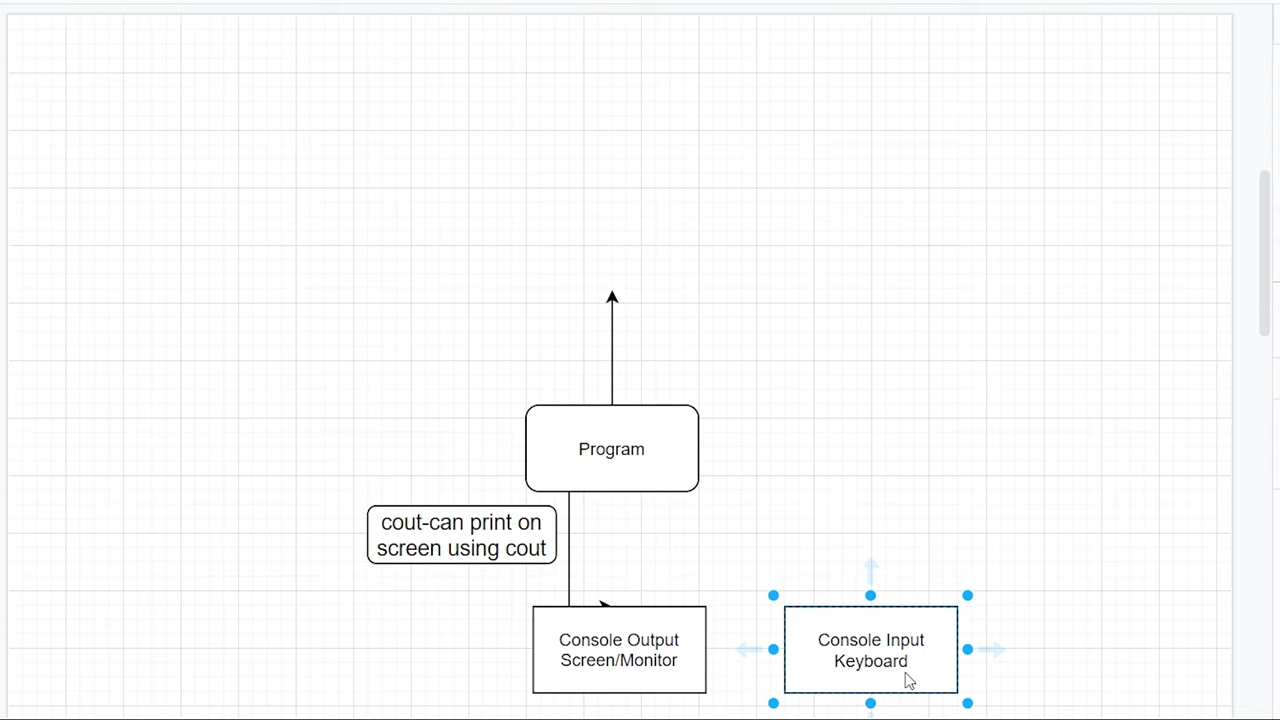 Program
cout-can print on
screen using cout
Console Output
Screen/Monitor
Console Input
Keyboard